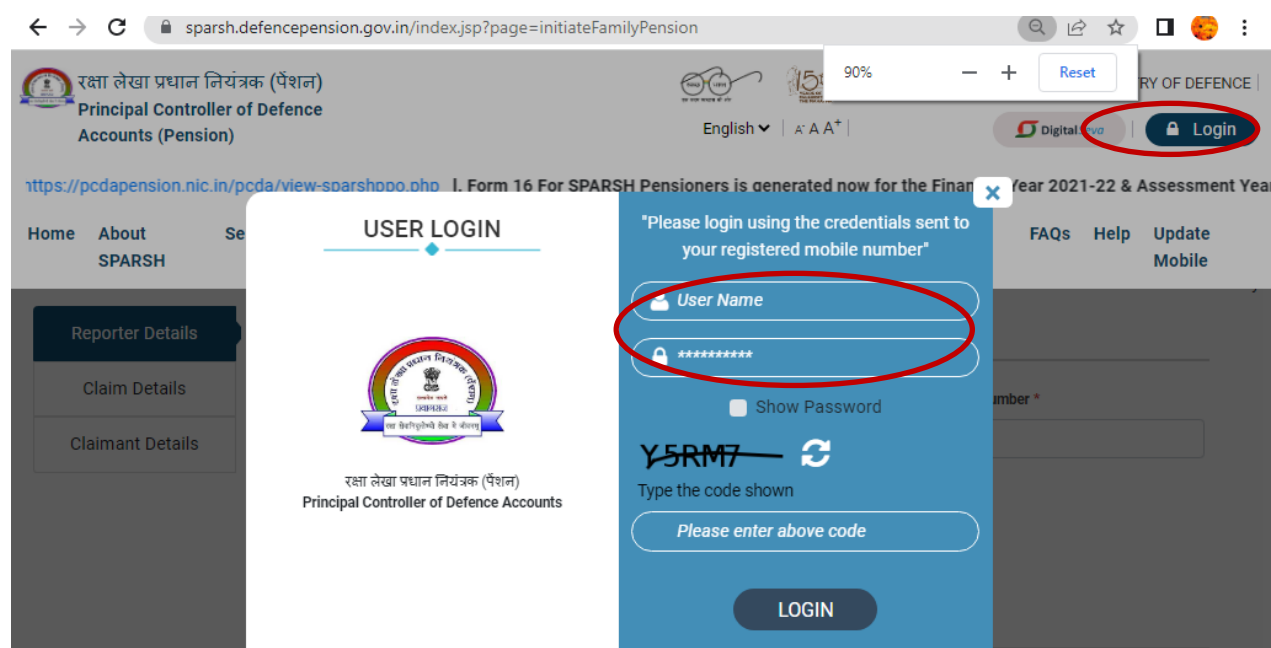 sparsh.defencepension.gov.in/index.jsp?page=initiateFamilyPension
90% − + Reset
रक्षा लेखा प्रधान नियंत्रक (पेंशन)
Principal Controller of Defence
Accounts (Pension)
RY OF DEFENCE
English A- A A+
Digital Seva
Login
https://pcdapension.nic.in/pcda/view-sparshppo.php I. Form 16 For SPARSH Pensioners is generated now for the Finan Year 2021-22 & Assessment Year
Home About SPARSH Se FAQs Help Update Mobile
Reporter Details
Claim Details
Claimant Details
umber *
USER LOGIN
रक्षा लेखा प्रधान नियंत्रक (पेंशन)
Principal Controller of Defence Accounts
"Please login using the credentials sent to
your registered mobile number"
User Name
**********
Show Password
Y5RM7
Type the code shown
Please enter above code
LOGIN